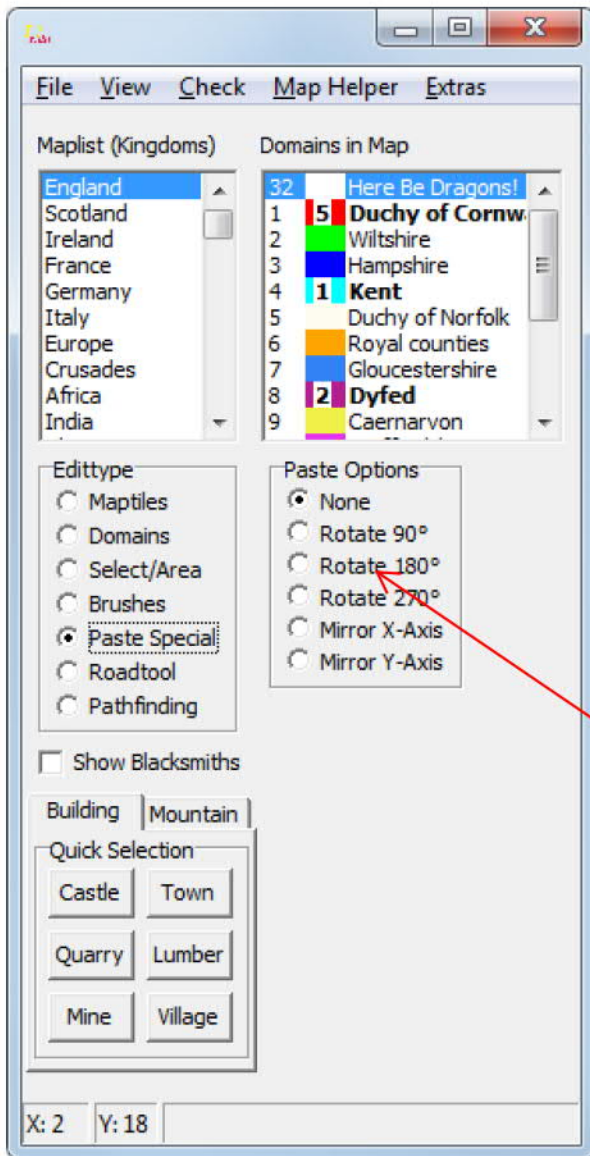 File View Check Map Helper Extras
Maplist (Kingdoms)
England
Scotland
Ireland
France
Germany
Italy
Europe
Crusades
Africa
India
Domains in Map
32 Here Be Dragons!
1 5 Duchy of Cornw
2 Wiltshire
3 Hampshire
4 1 Kent
5 Duchy of Norfolk
6 Royal counties
7 Gloucestershire
8 2 Dyfed
9 Caernarvon
Edittype
Maptiles
Domains
Select/Area
Brushes
Paste Special
Roadtool
Pathfinding
Paste Options
None
Rotate 90°
Rotate 180°
Rotate 270°
Mirror X-Axis
Mirror Y-Axis
Show Blacksmiths
Building Mountain
Quick Selection
Castle Town
Quarry Lumber
Mine Village
X: 2 Y: 18